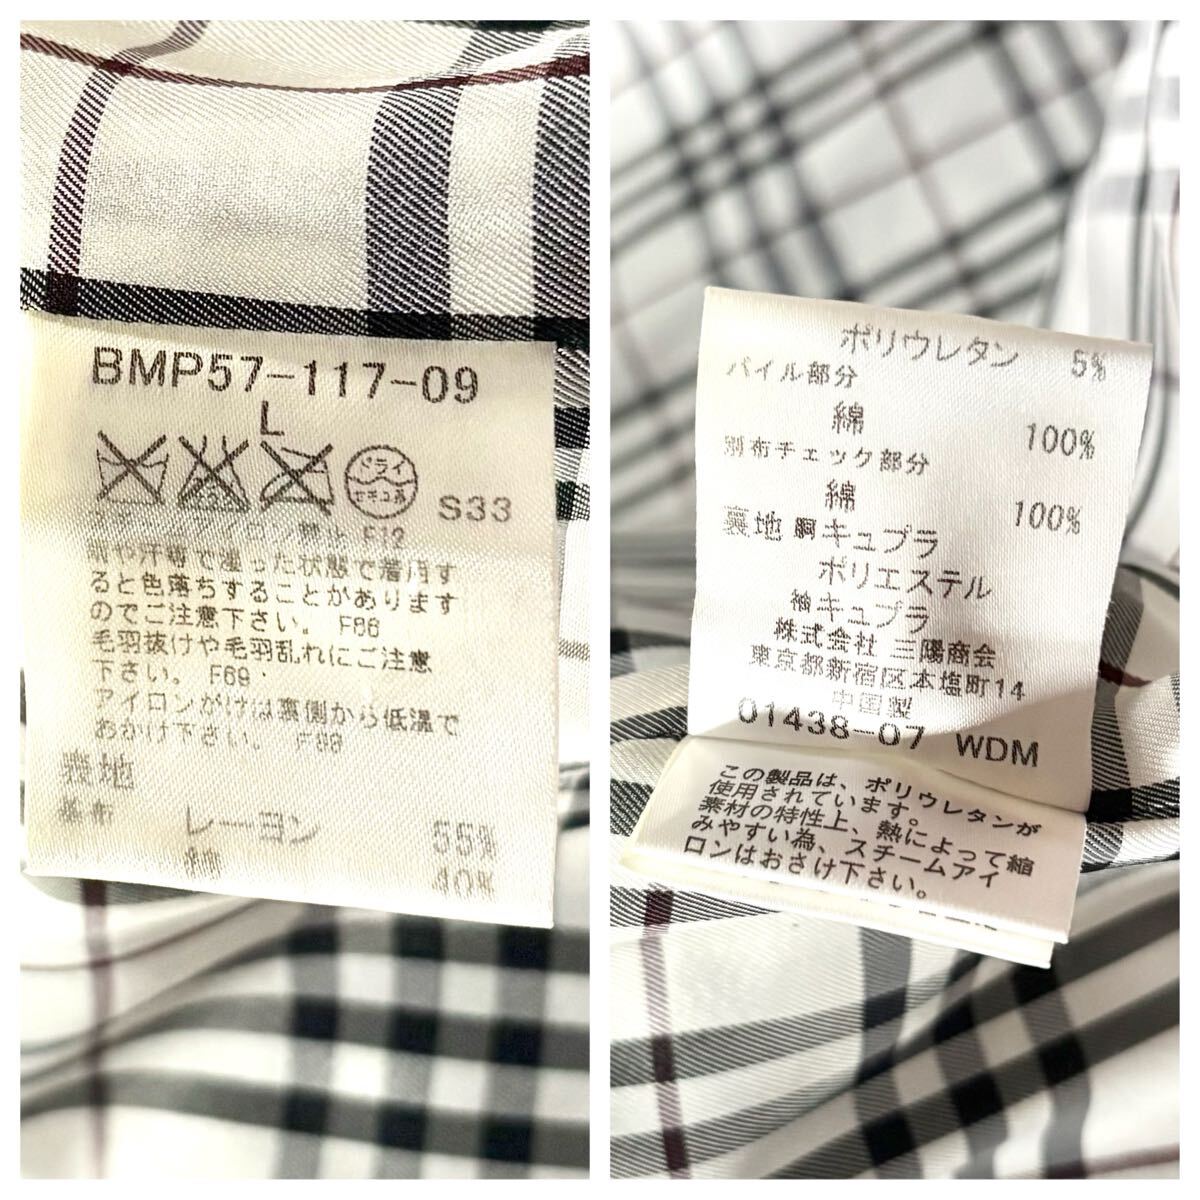 BMP57-117-09
L
ドライ
セキユ系
S33
F12
雨や汗等で湿った状態で着用す
ると色落ちすることがあります
のでご注意下さい。 F66
毛羽抜けや毛羽乱れにご注意
下さい。 F69
アイロンがけは裏側から低温で
おかけ下さい。 F89
表地
基布
レーヨン 55%
綿 40%
ポリウレタン 5%
パイル部分
綿 100%
別布チェック部分
綿 100%
裏地 胴キュプラ
ポリエステル
袖キュプラ
株式会社 三陽商会
東京都新宿区本塩町14
中国製
01438-07 WDM
この製品は、ポリウレタンが
使用されています。
素材の特性上、熱によって縮
みやすい為、スチームアイ
ロンはおさけ下さい。